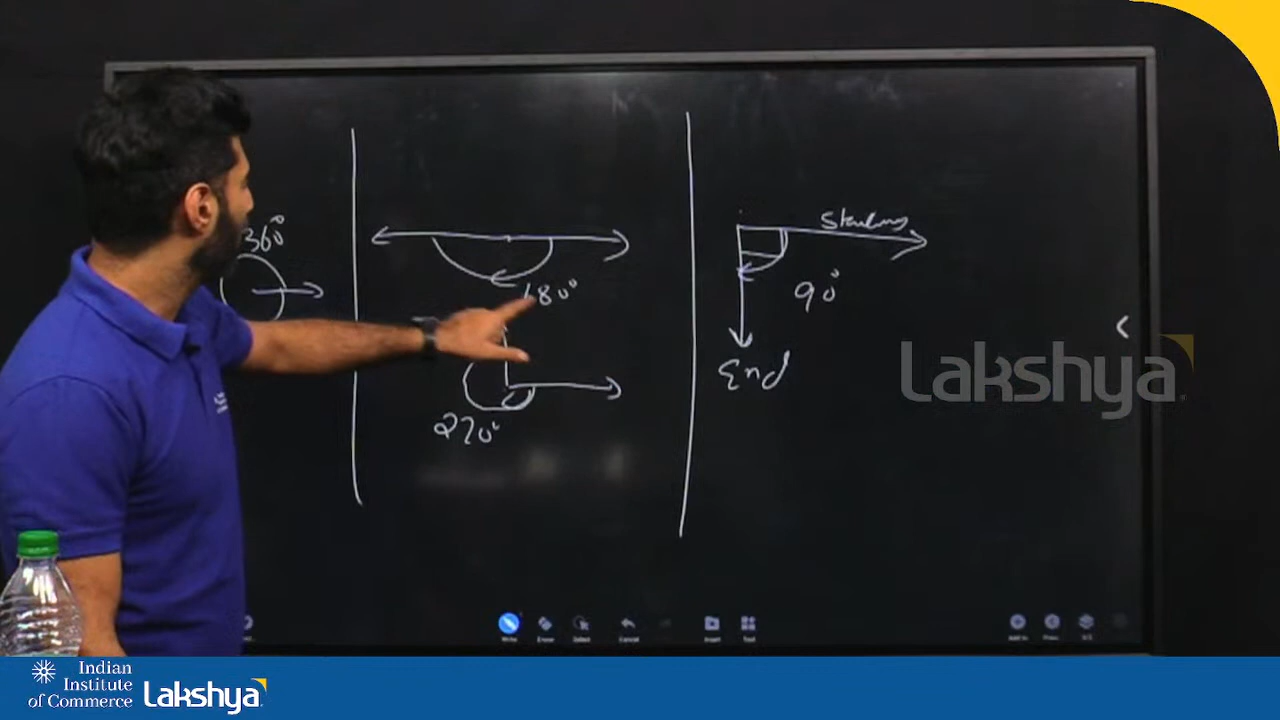 360°
180°
270°
Starting
90°
End
Lakshya
Indian
Institute
of Commerce
Lakshya